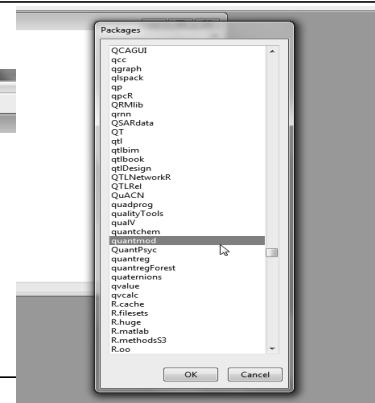 Packages
QCAGUI
qcc
qgraph
qlspack
qp
qpcR
QRMlib
qrnn
QSARdata
QT
qtl
qtlbim
qtlbook
qtlDesign
QTLNetworkR
QTLRel
QuACN
quadprog
qualityTools
qualV
quantchem
quantmod
QuantPsyc
quantreg
quantregForest
quaternions
qvalue
qvcalc
R.cache
R.filesets
R.huge
R.matlab
R.methodsS3
R.oo
OK
Cancel